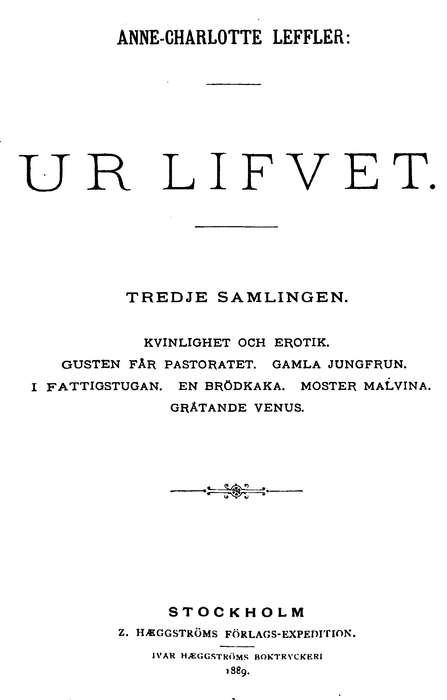 ANNE-CHARLOTTE LEFFLER:
UR LIFVET.
TREDJE SAMLINGEN.
KVINLIGHET OCH EROTIK.
GUSTEN FÅR PASTORATET. GAMLA JUNGFRUN.
I FATTIGSTUGAN. EN BRÖDKAKA. MOSTER MALVINA.
GRÅTANDE VENUS.
STOCKHOLM
Z. HÆGGSTRÖMS FÖRLAGS-EXPEDITION.
IVAR HÆGGSTRÖMS BOKTRYCKERI
1889.